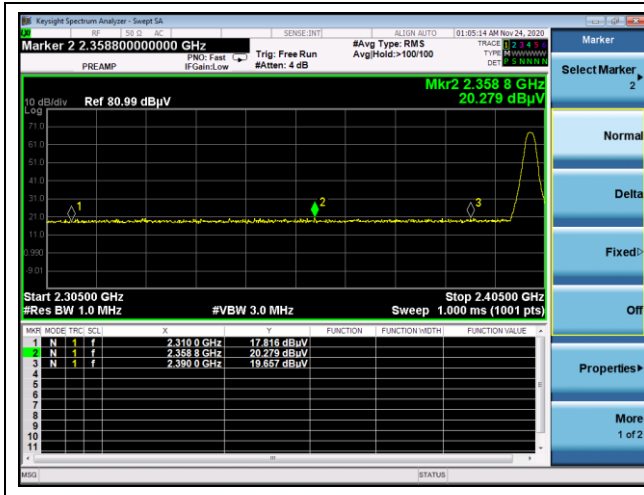 Keysight Spectrum Analyzer - Swept SA
RF 50 Ω AC SENSE:INT ALIGN AUTO 01:05:14 AM Nov 24, 2020
Marker 2 2.358800000000 GHz
PREAMP
PNO: Fast
IFGain:Low
Trig: Free Run
#Atten: 4 dB
#Avg Type: RMS
Avg|Hold:>100/100
TRACE 1 2 3 4 5 6
TYPE M W W W W W
DET P S N N N N
Mkr2 2.358 8 GHz
20.279 dBµV
10 dB/div Ref 80.99 dBµV
Log
71.0
61.0
51.0
41.0
31.0
21.0
11.0
0.990
-9.01
1
2
3
Start 2.30500 GHz Stop 2.40500 GHz
#Res BW 1.0 MHz #VBW 3.0 MHz Sweep 1.000 ms (1001 pts)
MKR MODE TRC SCL X Y FUNCTION FUNCTION WIDTH FUNCTION VALUE
1 N 1 f 2.310 0 GHz 17.816 dBµV
2 N 1 f 2.358 8 GHz 20.279 dBµV
3 N 1 f 2.390 0 GHz 19.657 dBµV
4
5
6
7
8
9
10
11
MSG STATUS
Marker
Select Marker
2
Normal
Delta
Fixed
Off
Properties
More
1 of 2